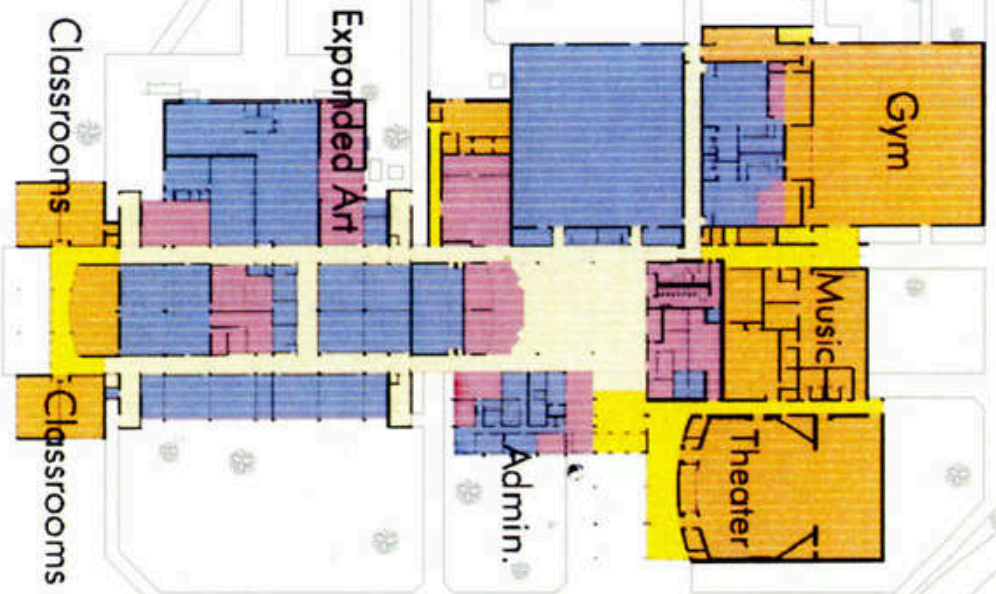 Classrooms
Expanded Art
Gym
Music
Theater
Admin.
Classrooms